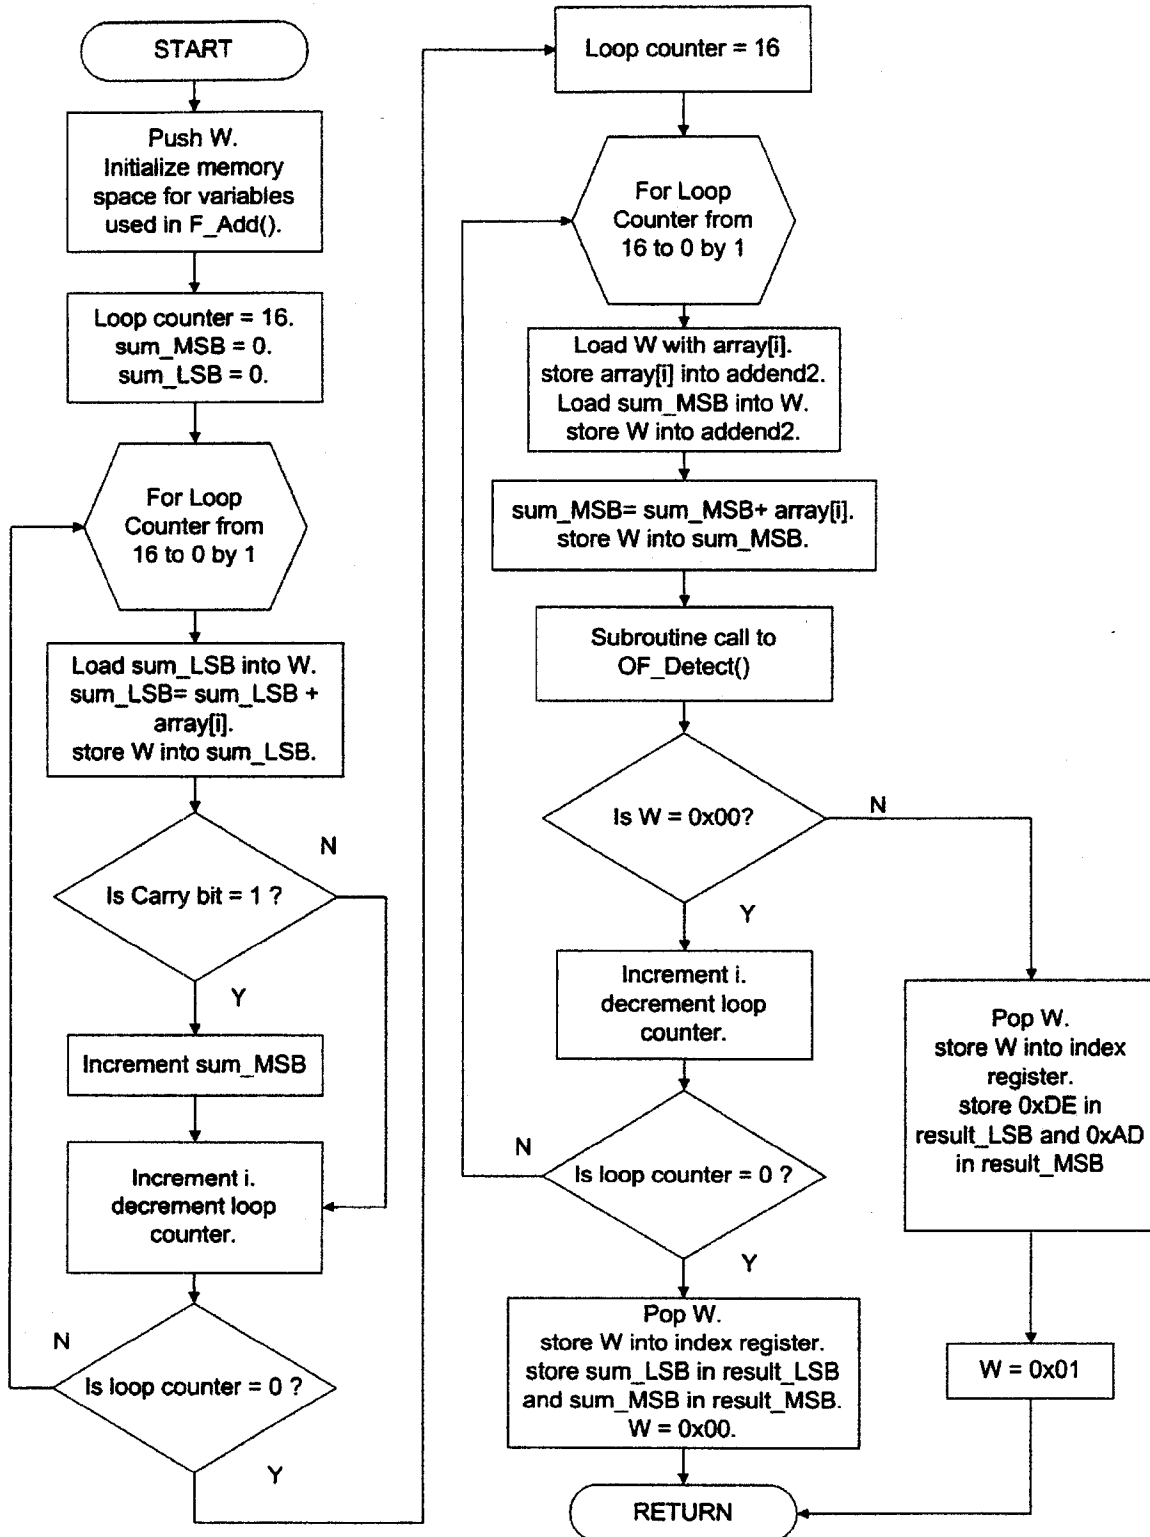 START
Push W.
Initialize memory
space for variables
used in F_Add().
Loop counter = 16.
sum_MSB = 0.
sum_LSB = 0.
For Loop
Counter from
16 to 0 by 1
Load sum_LSB into W.
sum_LSB= sum_LSB +
array[i].
store W into sum_LSB.
Is Carry bit = 1 ?
N
Y
Increment sum_MSB
Increment i.
decrement loop
counter.
Is loop counter = 0 ?
N
Y
Loop counter = 16
For Loop
Counter from
16 to 0 by 1
Load W with array[i].
store array[i] into addend2.
Load sum_MSB into W.
store W into addend2.
sum_MSB= sum_MSB+ array[i].
store W into sum_MSB.
Subroutine call to
OF_Detect()
Is W = 0x00?
N
Y
Increment i.
decrement loop
counter.
Is loop counter = 0 ?
N
Y
Pop W.
store W into index register.
store sum_LSB in result_LSB
and sum_MSB in result_MSB.
W = 0x00.
Pop W.
store W into index
register.
store 0xDE in
result_LSB and 0xAD
in result_MSB
W = 0x01
RETURN